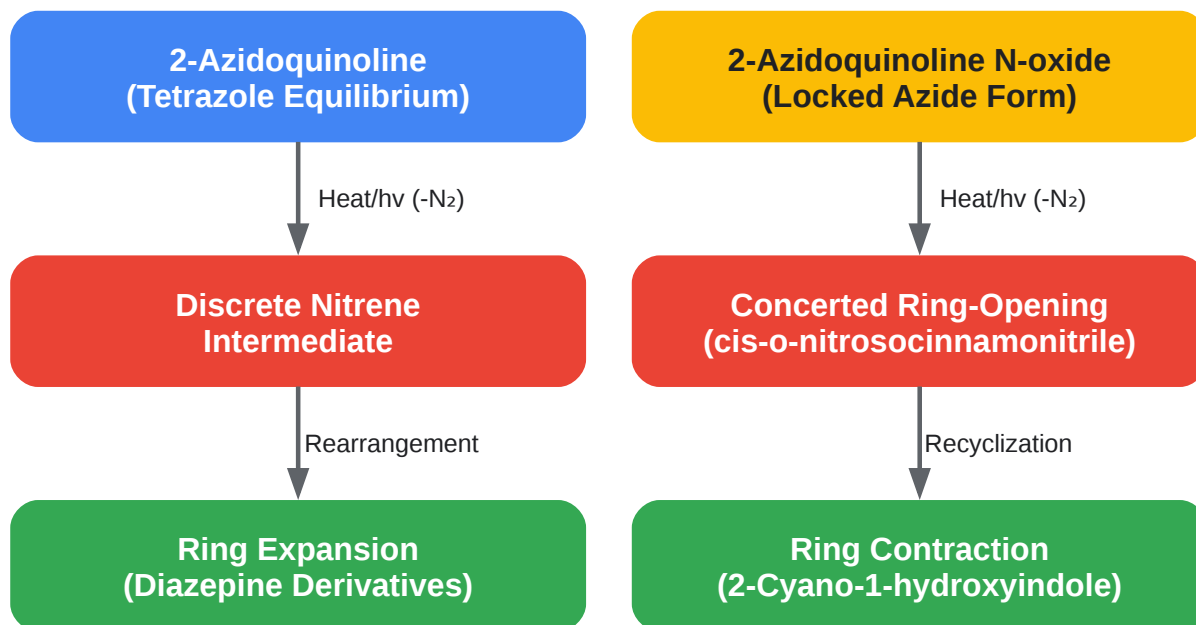 2-Azidoquinoline
(Tetrazole Equilibrium)
2-Azidoquinoline N-oxide
(Locked Azide Form)
Heat/hv (-N₂)
Heat/hv (-N₂)
Discrete Nitrene
Intermediate
Concerted Ring-Opening
(cis-o-nitrosocinnamonitrile)
Rearrangement
Recyclization
Ring Expansion
(Diazepine Derivatives)
Ring Contraction
(2-Cyano-1-hydroxyindole)